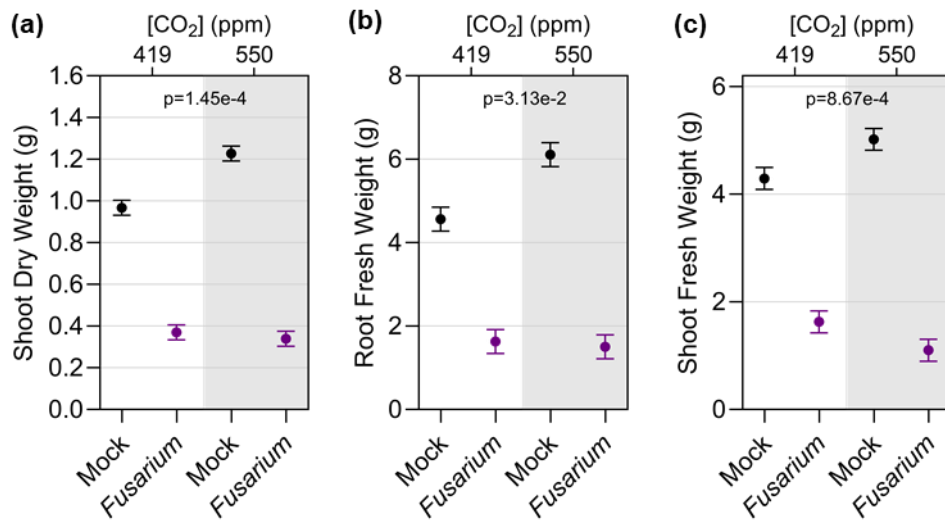 (a)
[CO₂] (ppm)
419
550
Shoot Dry Weight (g)
1.6
1.4
1.2
1.0
0.8
0.6
0.4
0.2
0.0
p=1.45e-4
Mock
Fusarium
Mock
Fusarium
(b)
[CO₂] (ppm)
419
550
Root Fresh Weight (g)
8
6
4
2
0
p=3.13e-2
Mock
Fusarium
Mock
Fusarium
(c)
[CO₂] (ppm)
419
550
Shoot Fresh Weight (g)
6
4
2
0
p=8.67e-4
Mock
Fusarium
Mock
Fusarium